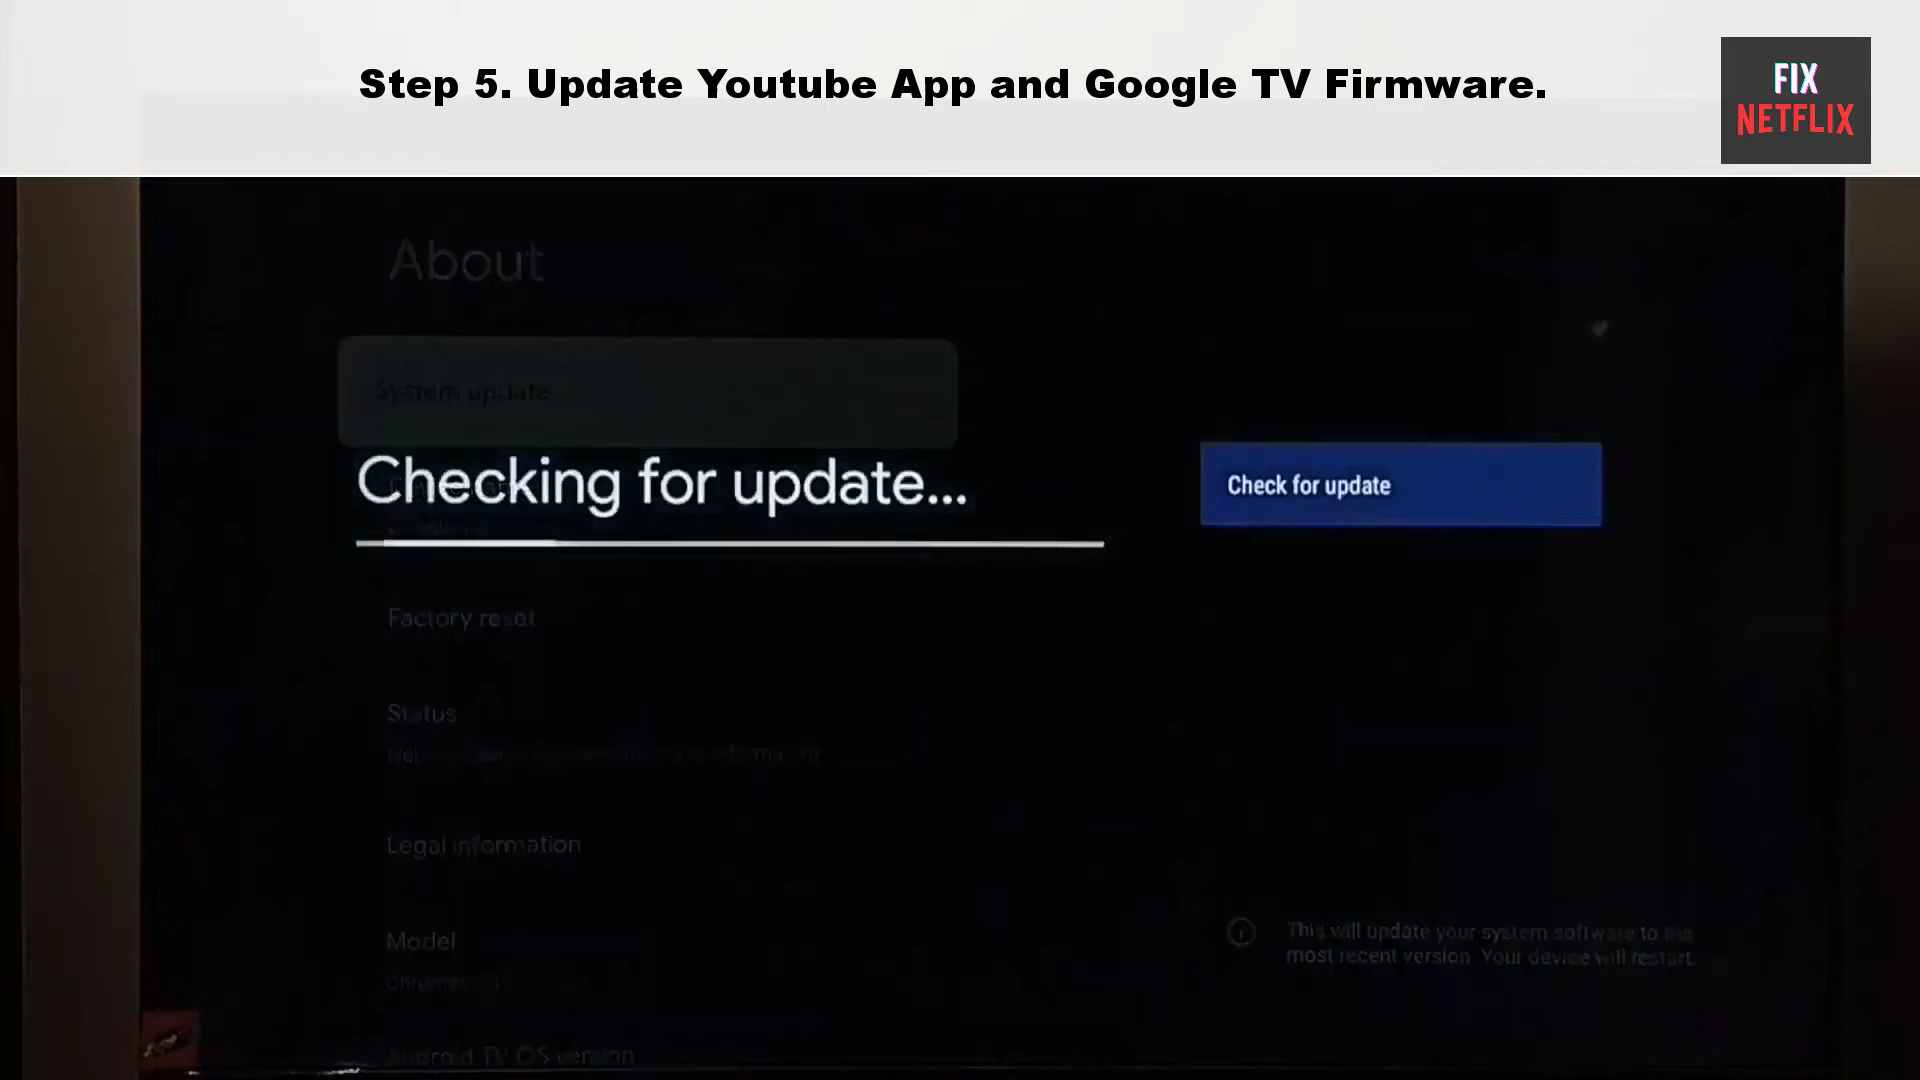 Step 5. Update Youtube App and Google TV Firmware.
FIX
NETFLIX
About
System update
Checking for update...
Check for update
Factory reset
Status
Legal information
Model
This will update your system software to the
most recent version. Your device will restart.
Android TV OS version